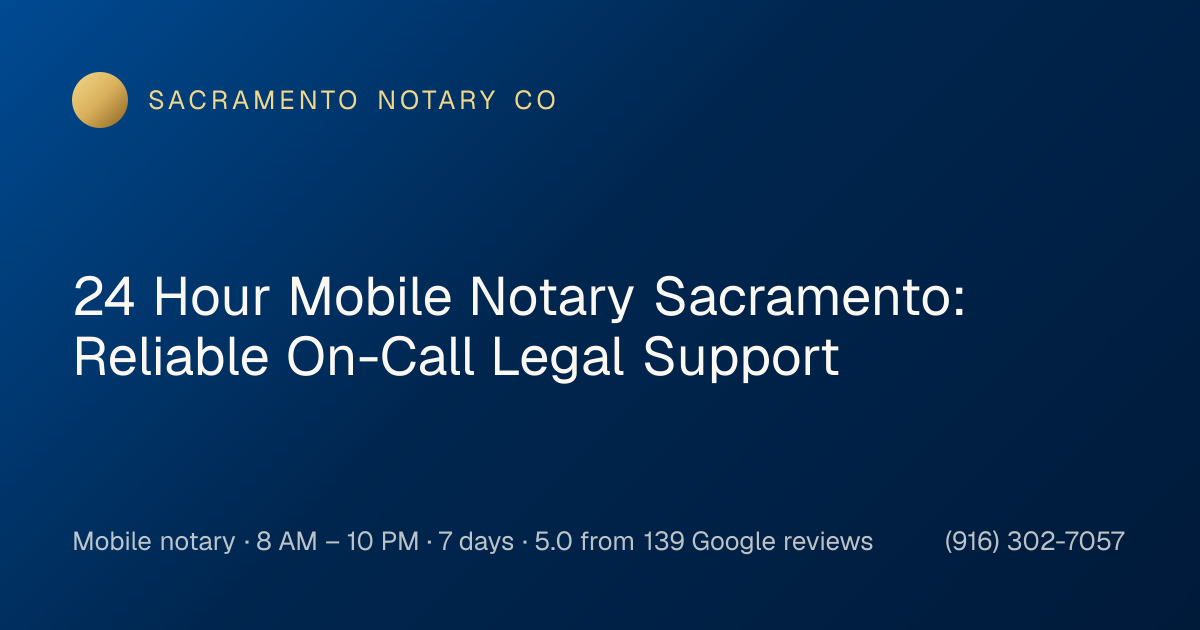 SACRAMENTO NOTARY CO
24 Hour Mobile Notary Sacramento:
Reliable On-Call Legal Support
Mobile notary · 8 AM – 10 PM · 7 days · 5.0 from 139 Google reviews
(916) 302-7057